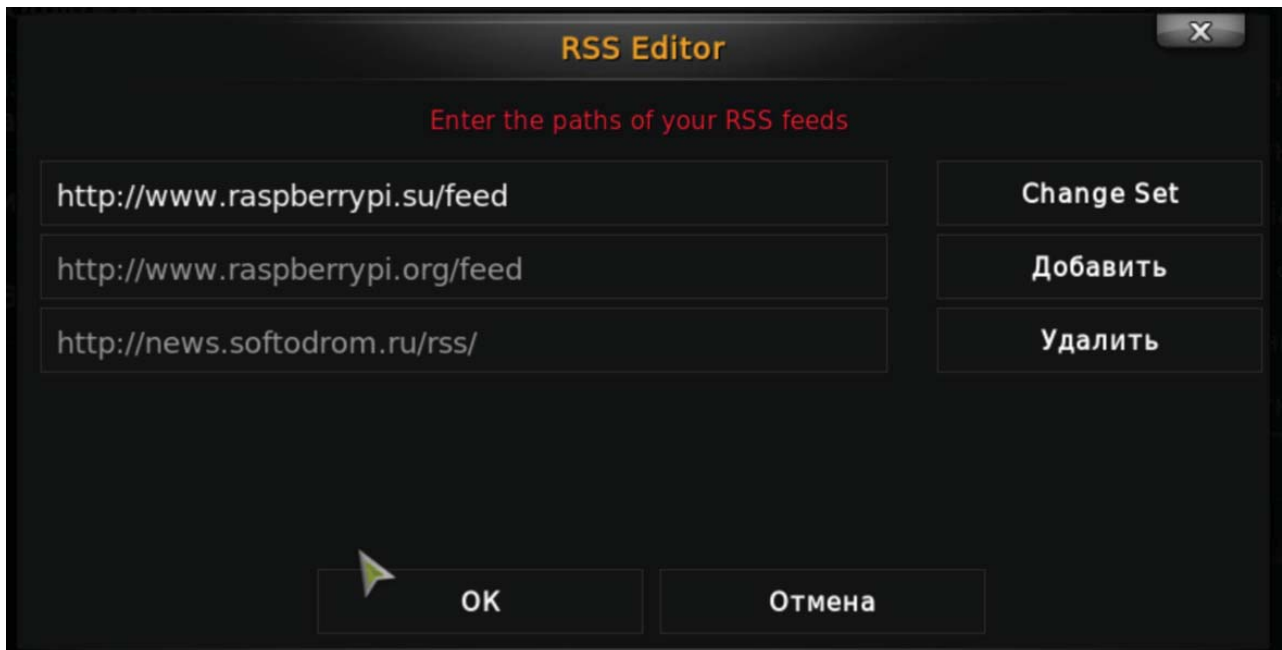 RSS Editor
Enter the paths of your RSS feeds
http://www.raspberrypi.su/feed
Change Set
http://www.raspberrypi.org/feed
Добавить
http://news.softodrom.ru/rss/
Удалить
OK
Отмена